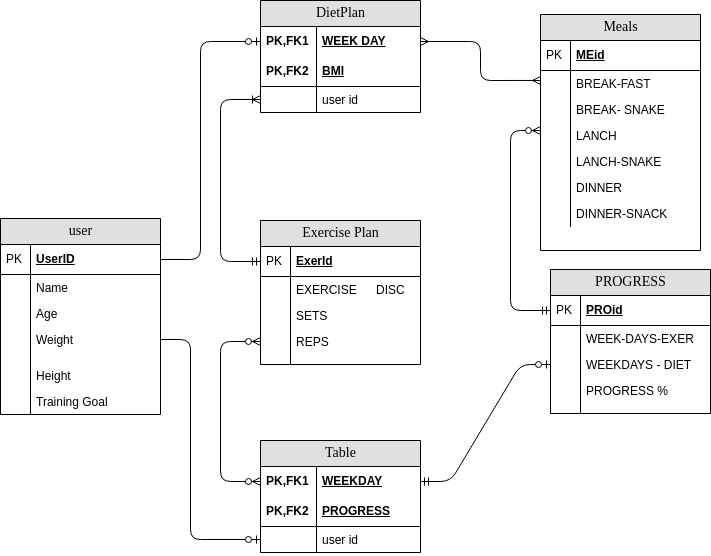 DietPlan
PK,FK1 WEEK DAY
PK,FK2 BMI
user id
Meals
PK MEid
BREAK-FAST
BREAK- SNAKE
LANCH
LANCH-SNAKE
DINNER
DINNER-SNACK
user
PK UserID
Name
Age
Weight
Height
Training Goal
Exercise Plan
PK ExerId
EXERCISE DISC
SETS
REPS
PROGRESS
PK PROid
WEEK-DAYS-EXER
WEEKDAYS - DIET
PROGRESS %
Table
PK,FK1 WEEKDAY
PK,FK2 PROGRESS
user id